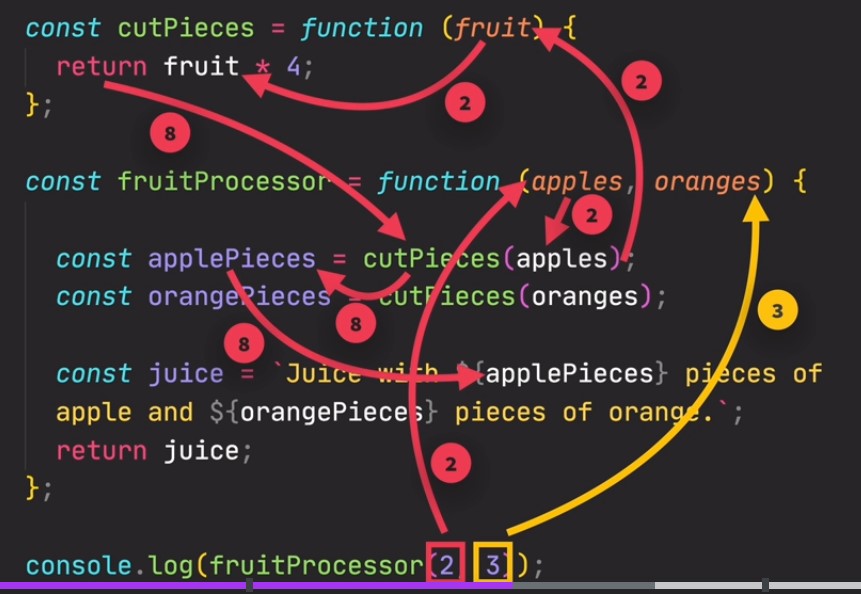 const cutPieces = function (fruit) {
return fruit * 4;
};
const fruitProcessor = function (apples, oranges) {
const applePieces = cutPieces(apples);
const orangePieces = cutPieces(oranges);
const juice = `Juice with ${applePieces} pieces of
apple and ${orangePieces} pieces of orange.`;
return juice;
};
console.log(fruitProcessor(2, 3));
2
2
8
2
8
8
3
2